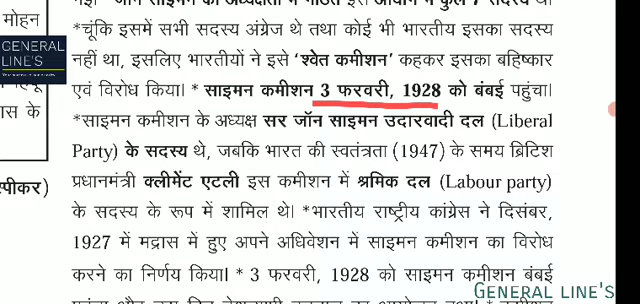 मोहन
ास के
स्पीकर)
GENERAL
LINE'S
*चूंकि इसमें सभी सदस्य अंग्रेज थे तथा कोई भी भारतीय इसका सदस्य
नहीं था, इसलिए भारतीयों ने इसे 'श्वेत कमीशन' कहकर इसका बहिष्कार
एवं विरोध किया। * साइमन कमीशन 3 फरवरी, 1928 को बंबई पहुंचा।
*साइमन कमीशन के अध्यक्ष सर जॉन साइमन उदारवादी दल (Liberal
Party) के सदस्य थे, जबकि भारत की स्वतंत्रता (1947) के समय ब्रिटिश
प्रधानमंत्री क्लीमेंट एटली इस कमीशन में श्रमिक दल (Labour party)
के सदस्य के रूप में शामिल थे। *भारतीय राष्ट्रीय कांग्रेस ने दिसंबर,
1927 में मद्रास में हुए अपने अधिवेशन में साइमन कमीशन का विरोध
करने का निर्णय किया। * 3 फरवरी, 1928 को साइमन कमीशन बंबई
GENERAL LINE'S